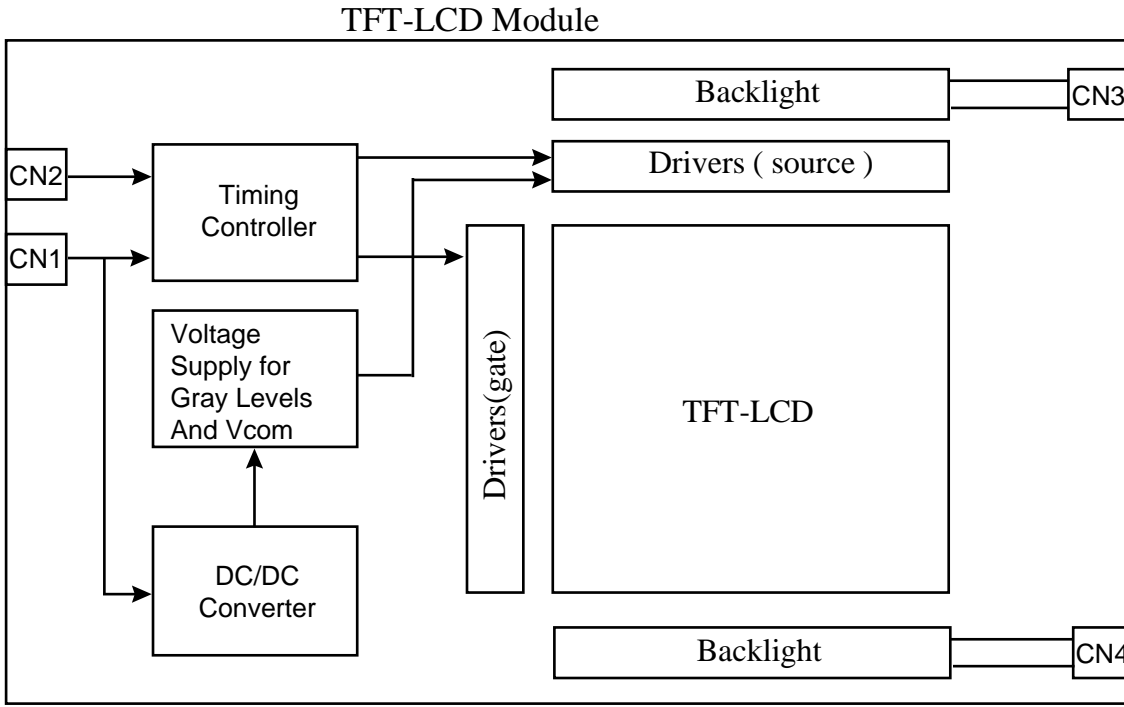 TFT-LCD Module
Backlight
CN3
CN2
Timing
Controller
Drivers ( source )
CN1
Voltage
Supply for
Gray Levels
And Vcom
Drivers(gate)
TFT-LCD
DC/DC
Converter
Backlight
CN4